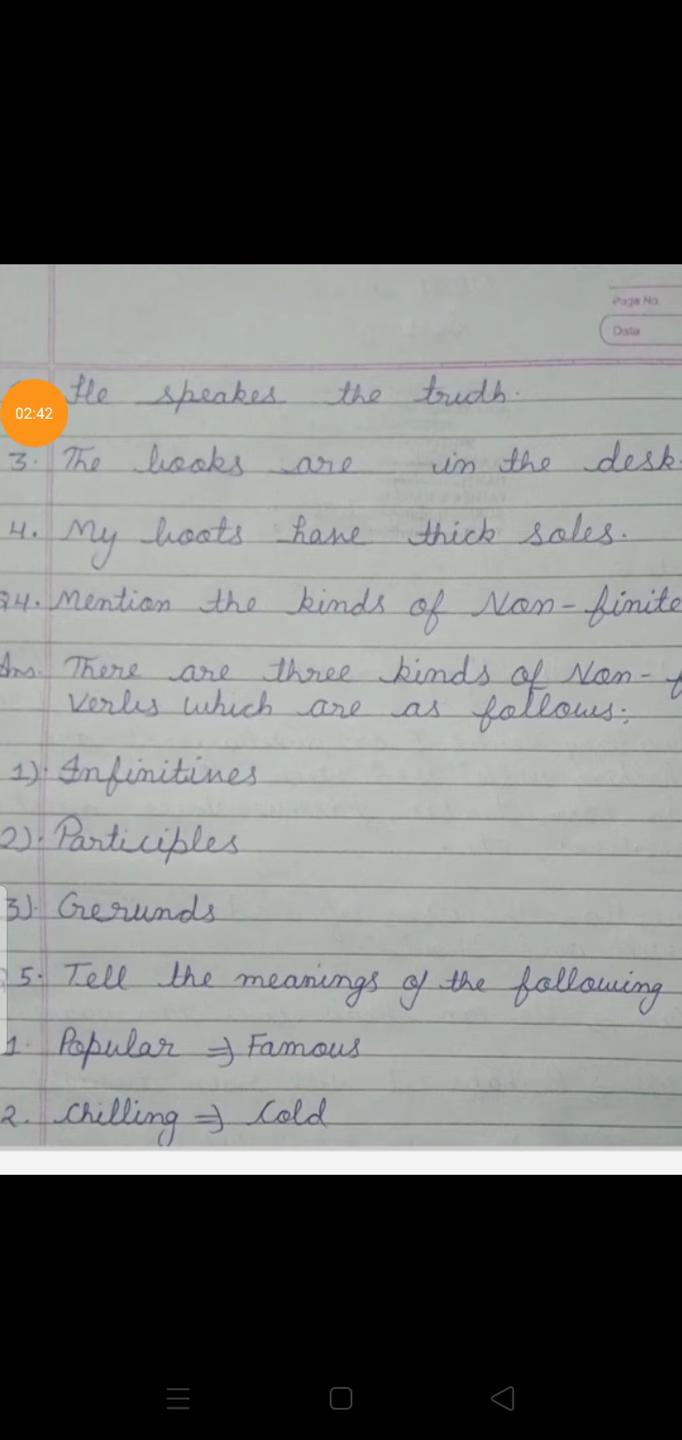 Page No.
Date
He speakes the truth.
02:42
3. The books are in the desk.
4. My boots have thick soles.
24. Mention the kinds of Non-finite
Ans. There are three kinds of Non-f
Verbs which are as follows:
1). Infinitives
2). Participles
3). Gerunds
5. Tell the meanings of the following
1. Popular ⇒ Famous
2. Chilling ⇒ Cold